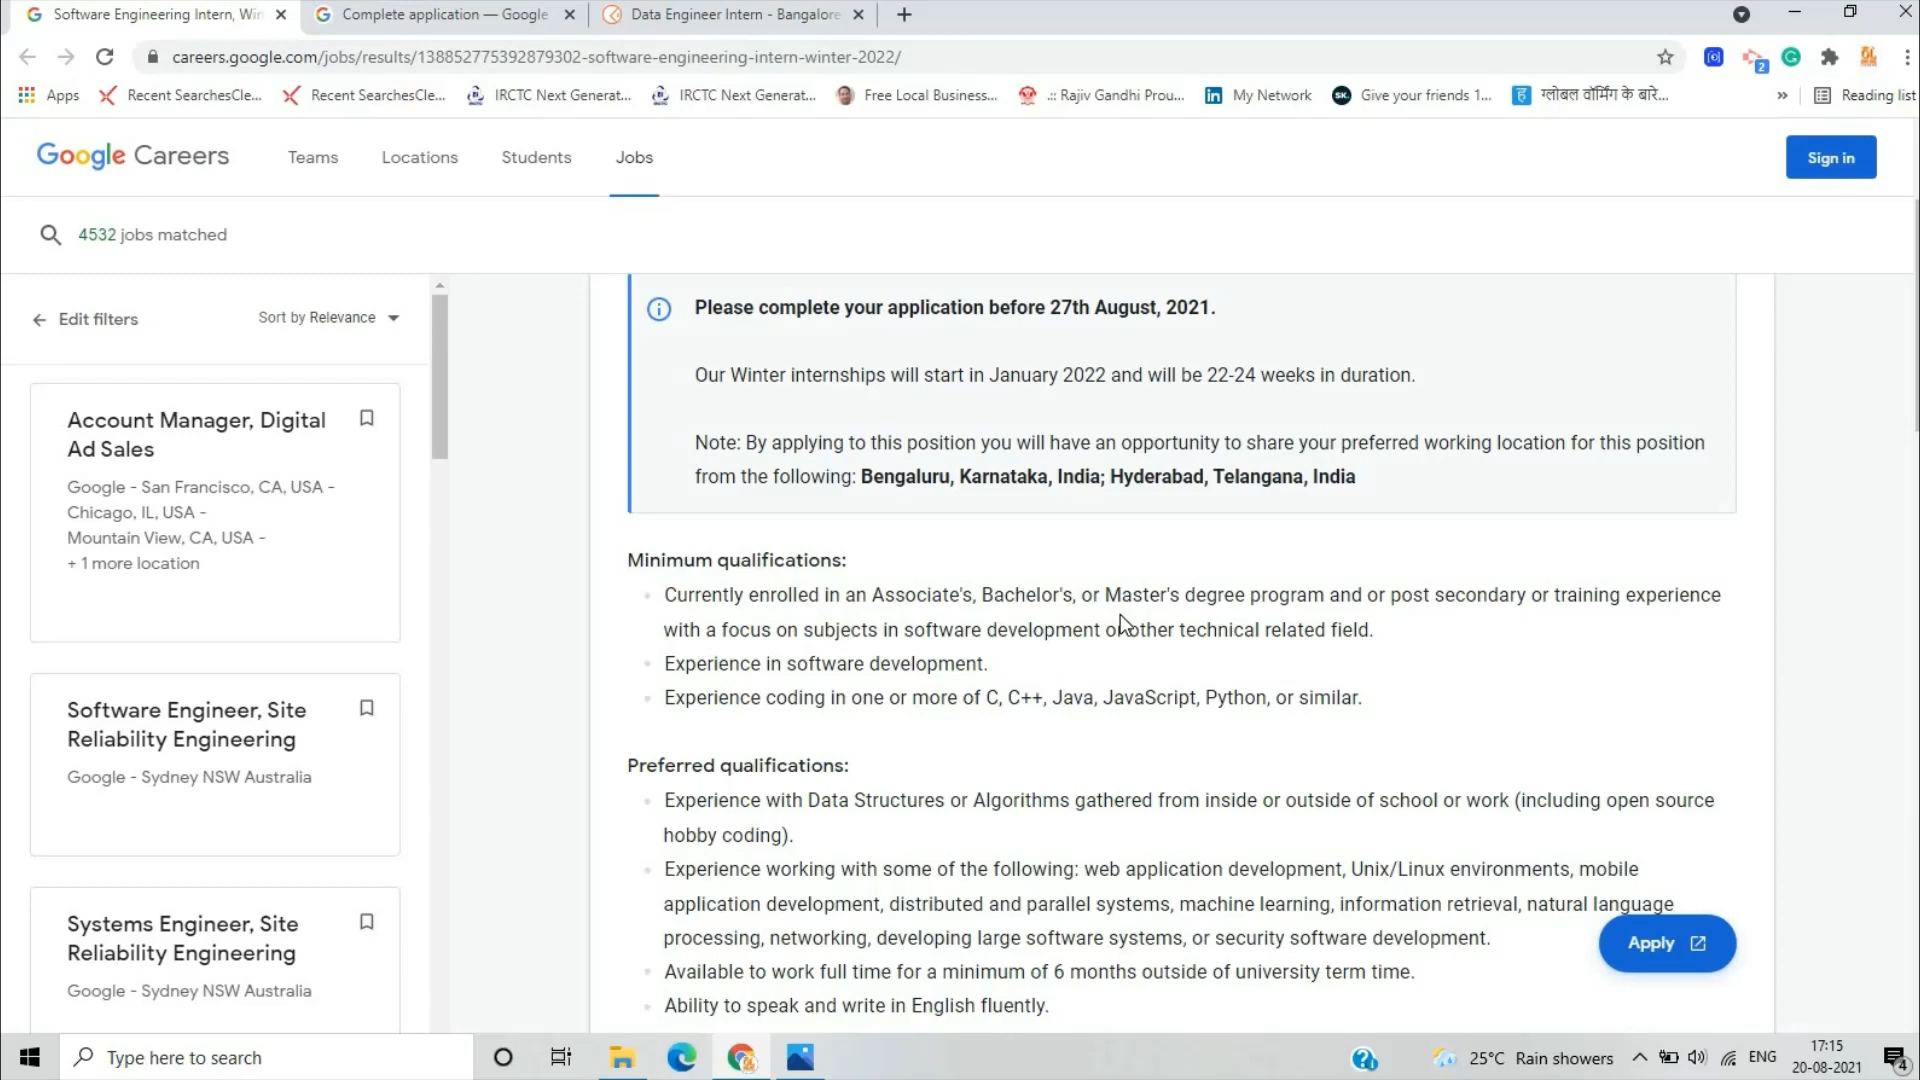 Software Engineering Intern, Win
Complete application — Google
Data Engineer Intern - Bangalore
careers.google.com/jobs/results/138852775392879302-software-engineering-intern-winter-2022/
2
Apps
Recent SearchesCle...
Recent SearchesCle...
IRCTC Next Generat...
IRCTC Next Generat...
Free Local Business...
.:: Rajiv Gandhi Prou...
My Network
Give your friends 1...
ग्लोबल वॉर्मिंग के बारे...
»
Reading list
Google Careers
Teams
Locations
Students
Jobs
Sign in
4532 jobs matched
Edit filters
Sort by Relevance
Account Manager, Digital
Ad Sales
Google - San Francisco, CA, USA -
Chicago, IL, USA -
Mountain View, CA, USA -
+ 1 more location
Software Engineer, Site
Reliability Engineering
Google - Sydney NSW Australia
Systems Engineer, Site
Reliability Engineering
Google - Sydney NSW Australia
Please complete your application before 27th August, 2021.
Our Winter internships will start in January 2022 and will be 22-24 weeks in duration.
Note: By applying to this position you will have an opportunity to share your preferred working location for this position
from the following: Bengaluru, Karnataka, India; Hyderabad, Telangana, India
Minimum qualifications:
Currently enrolled in an Associate's, Bachelor's, or Master's degree program and or post secondary or training experience
with a focus on subjects in software development or other technical related field.
Experience in software development.
Experience coding in one or more of C, C++, Java, JavaScript, Python, or similar.
Preferred qualifications:
Experience with Data Structures or Algorithms gathered from inside or outside of school or work (including open source
hobby coding).
Experience working with some of the following: web application development, Unix/Linux environments, mobile
application development, distributed and parallel systems, machine learning, information retrieval, natural language
processing, networking, developing large software systems, or security software development.
Available to work full time for a minimum of 6 months outside of university term time.
Ability to speak and write in English fluently.
Apply
Type here to search
25°C Rain showers
ENG
17:15
20-08-2021
4